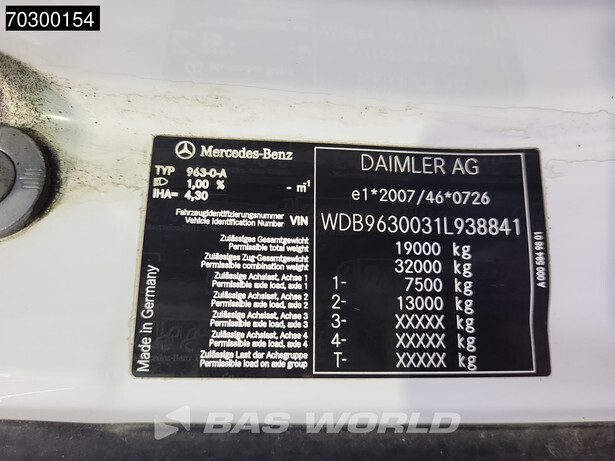 70300154
Mercedes-Benz
TYP 963-0-A
1,00 % - m-1
IHA= 4,30
Fahrzeugidentifizierungsnummer
Vehicle Identification Number VIN
Zulässiges Gesamtgewicht
Permissible total weight
Zulässiges Zug-Gesamtgewicht
Permissible combination weight
Zulässige Achslast, Achse 1
Permissible axle load, axle 1
Zulässige Achslast, Achse 2
Permissible axle load, axle 2
Zulässige Achslast, Achse 3
Permissible axle load, axle 3
Zulässige Achslast, Achse 4
Permissible axle load, axle 4
Zulässige Last der Achsgruppe
Permissible load on axle group
Made in Germany
DAIMLER AG
e1*2007/46*0726
WDB9630031L938841
19000 kg
32000 kg
1- 7500 kg
2- 13000 kg
3- XXXXX kg
4- XXXXX kg
T- XXXXX kg
A 000 584 98 01
BAS WORLD